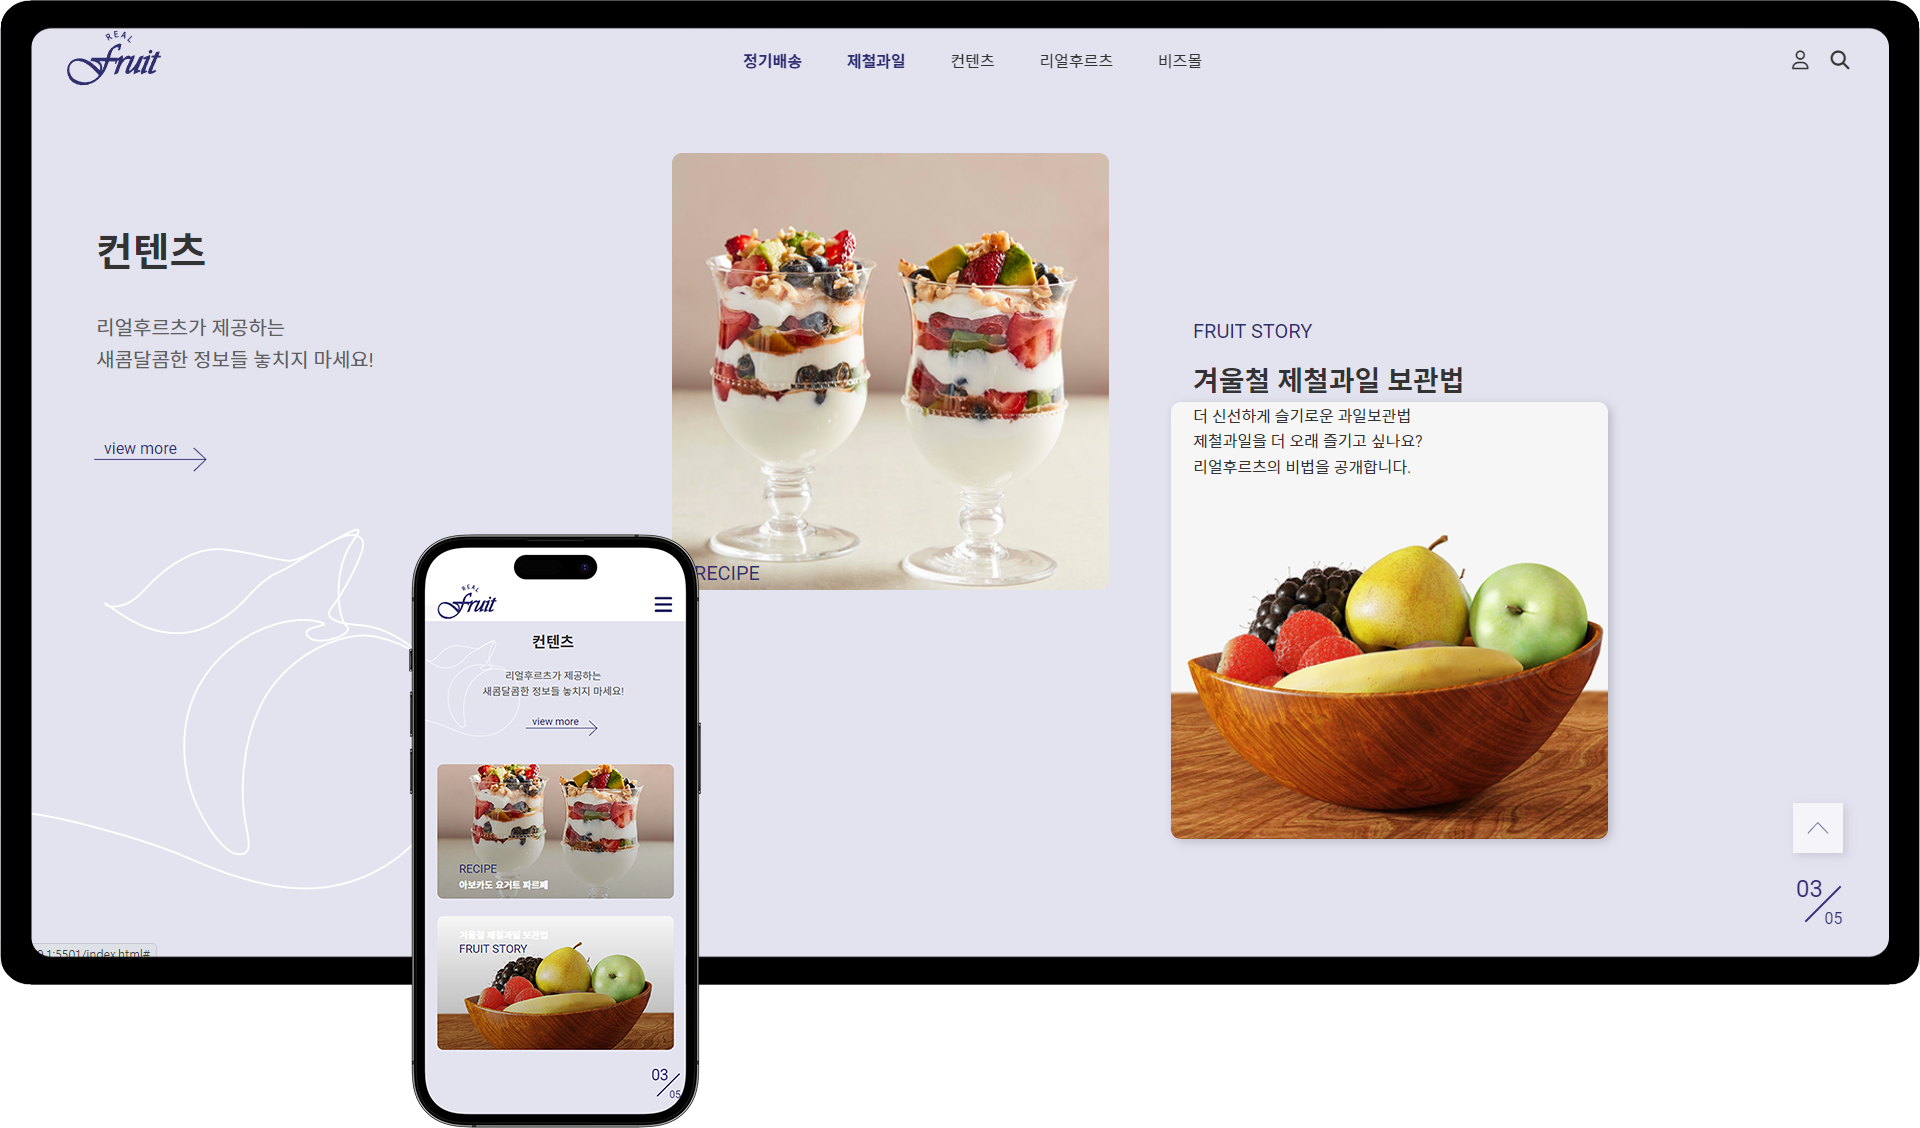 REAL
Fruit
정기배송
제철과일
컨텐츠
리얼후르츠
비즈몰
컨텐츠
리얼후르츠가 제공하는
새콤달콤한 정보들 놓치지 마세요!
view more
RECIPE
FRUIT STORY
겨울철 제철과일 보관법
더 신선하게 슬기로운 과일보관법
제철과일을 더 오래 즐기고 싶나요?
리얼후르츠의 비법을 공개합니다.
03
05
0.1:5501/index.html#
REAL
Fruit
컨텐츠
리얼후르츠가 제공하는
새콤달콤한 정보들 놓치지 마세요!
view more
RECIPE
아보카도 요거트 파르페
겨울철 제철과일 보관법
FRUIT STORY
03
05